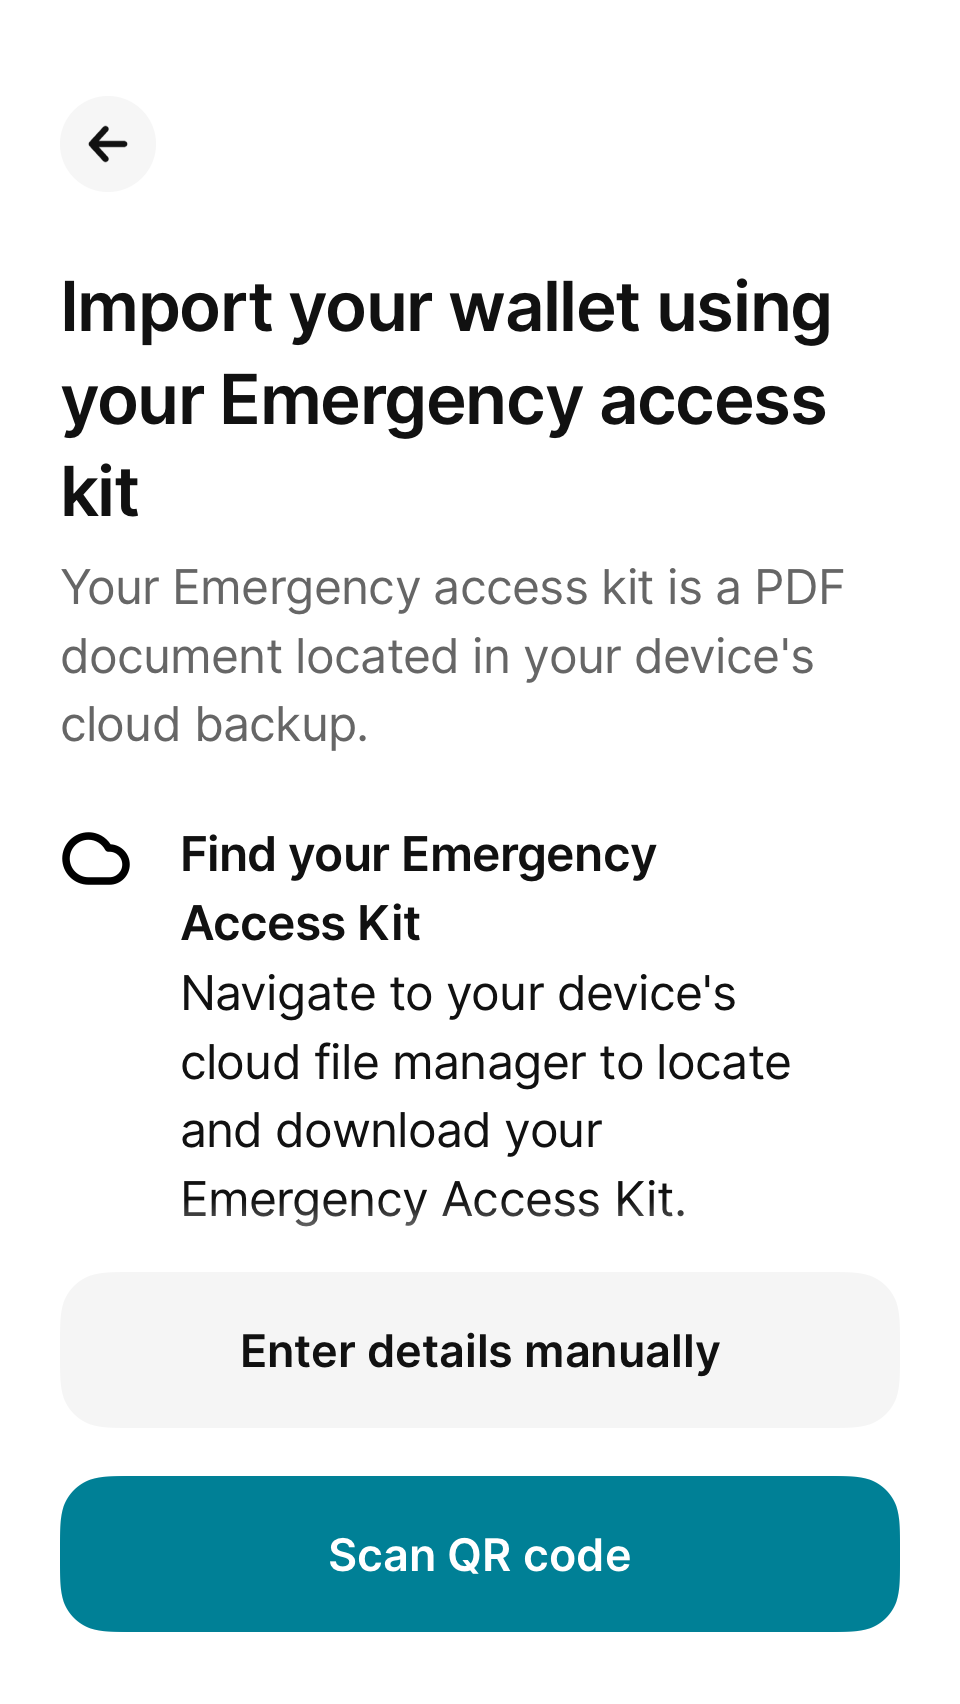 Import your wallet using
your Emergency access
kit
Your Emergency access kit is a PDF
document located in your device's
cloud backup.
Find your Emergency
Access Kit
Navigate to your device's
cloud file manager to locate
and download your
Emergency Access Kit.
Enter details manually
Scan QR code